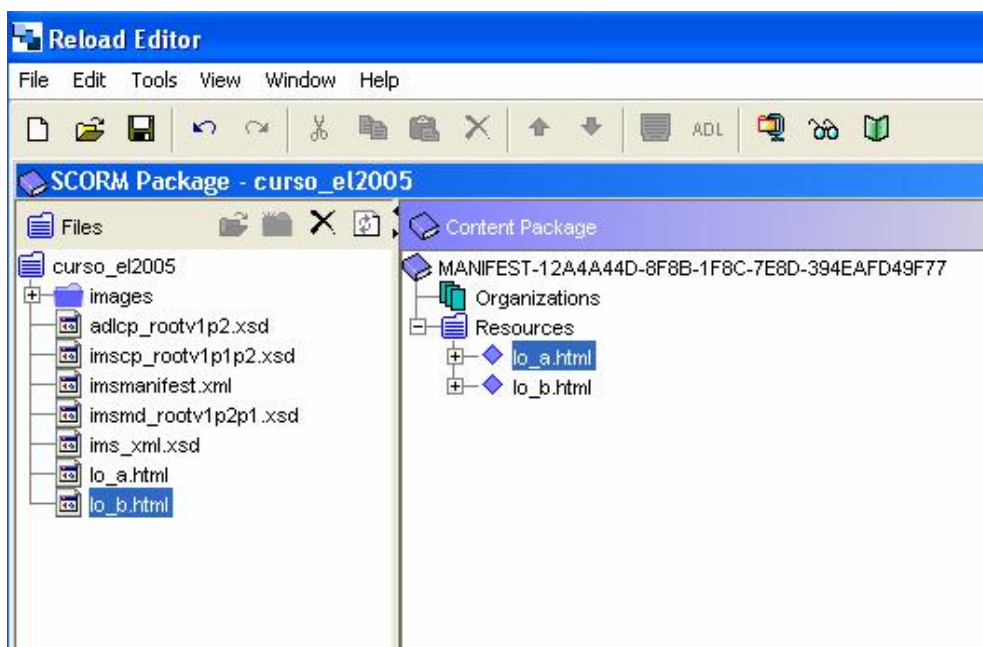 Reload Editor
File Edit Tools View Window Help
ADL
SCORM Package - curso_el2005
Files
Content Package
curso_el2005
images
adlcp_rootv1p2.xsd
imscp_rootv1p1p2.xsd
imsmanifest.xml
imsmd_rootv1p2p1.xsd
ims_xml.xsd
lo_a.html
lo_b.html
MANIFEST-12A4A44D-8F8B-1F8C-7E8D-394EAFD49F77
Organizations
Resources
lo_a.html
lo_b.html